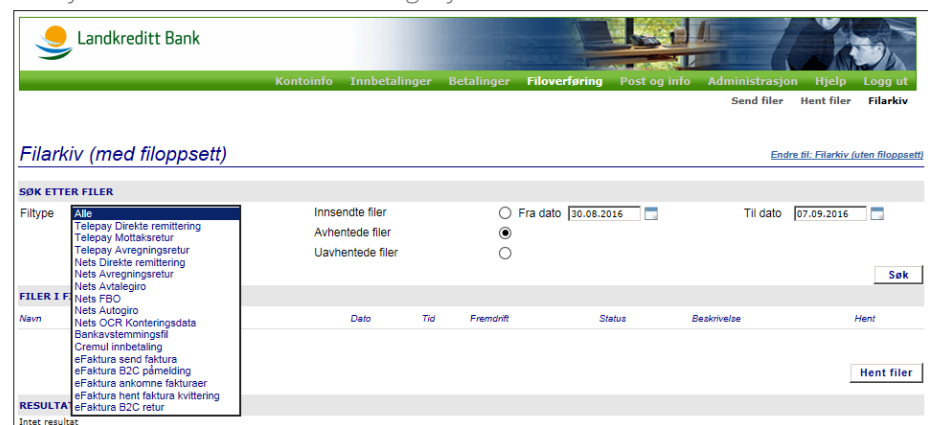 Landkreditt Bank
Kontoinfo Innbetalinger Betalinger Filoverføring Post og info Administrasjon Hjelp Logg ut
Send filer Hent filer Filarkiv
Filarkiv (med filoppsett)
Endre til: Filarkiv (uten filoppsett)
SØK ETTER FILER
Filtype Alle Innsendte filer Fra dato 30.08.2016 Til dato 07.09.2016
Telepay Direkte remittering
Avhentede filer
Telepay Mottaksretur
Telepay Avregningsretur Uavhentede filer
Nets Direkte remittering
Nets Avregningsretur Søk
Nets Avtalegiro
FILER I F Nets FBO
Nets Autogiro
Navn Dato Tid Fremdrift Status Beskrivelse Hent
Nets OCR Konteringsdata
Bankavstemmingsfil
Cremul innbetaling
eFaktura send faktura
eFaktura B2C påmelding Hent filer
eFaktura ankomne fakturaer
eFaktura hent faktura kvittering
RESULTAT eFaktura B2C retur
Intet resultat